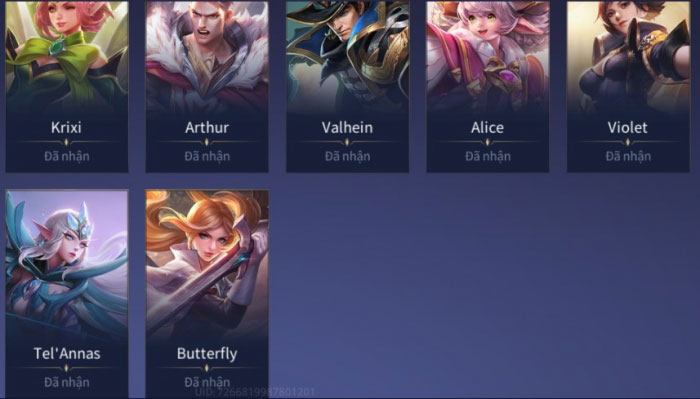 Krixi
Đã nhận
Arthur
Đã nhận
Valhein
Đã nhận
Alice
Đã nhận
Violet
Đã nhận
Tel'Annas
Đã nhận
Butterfly
Đã nhận
UID: 7266819987801201